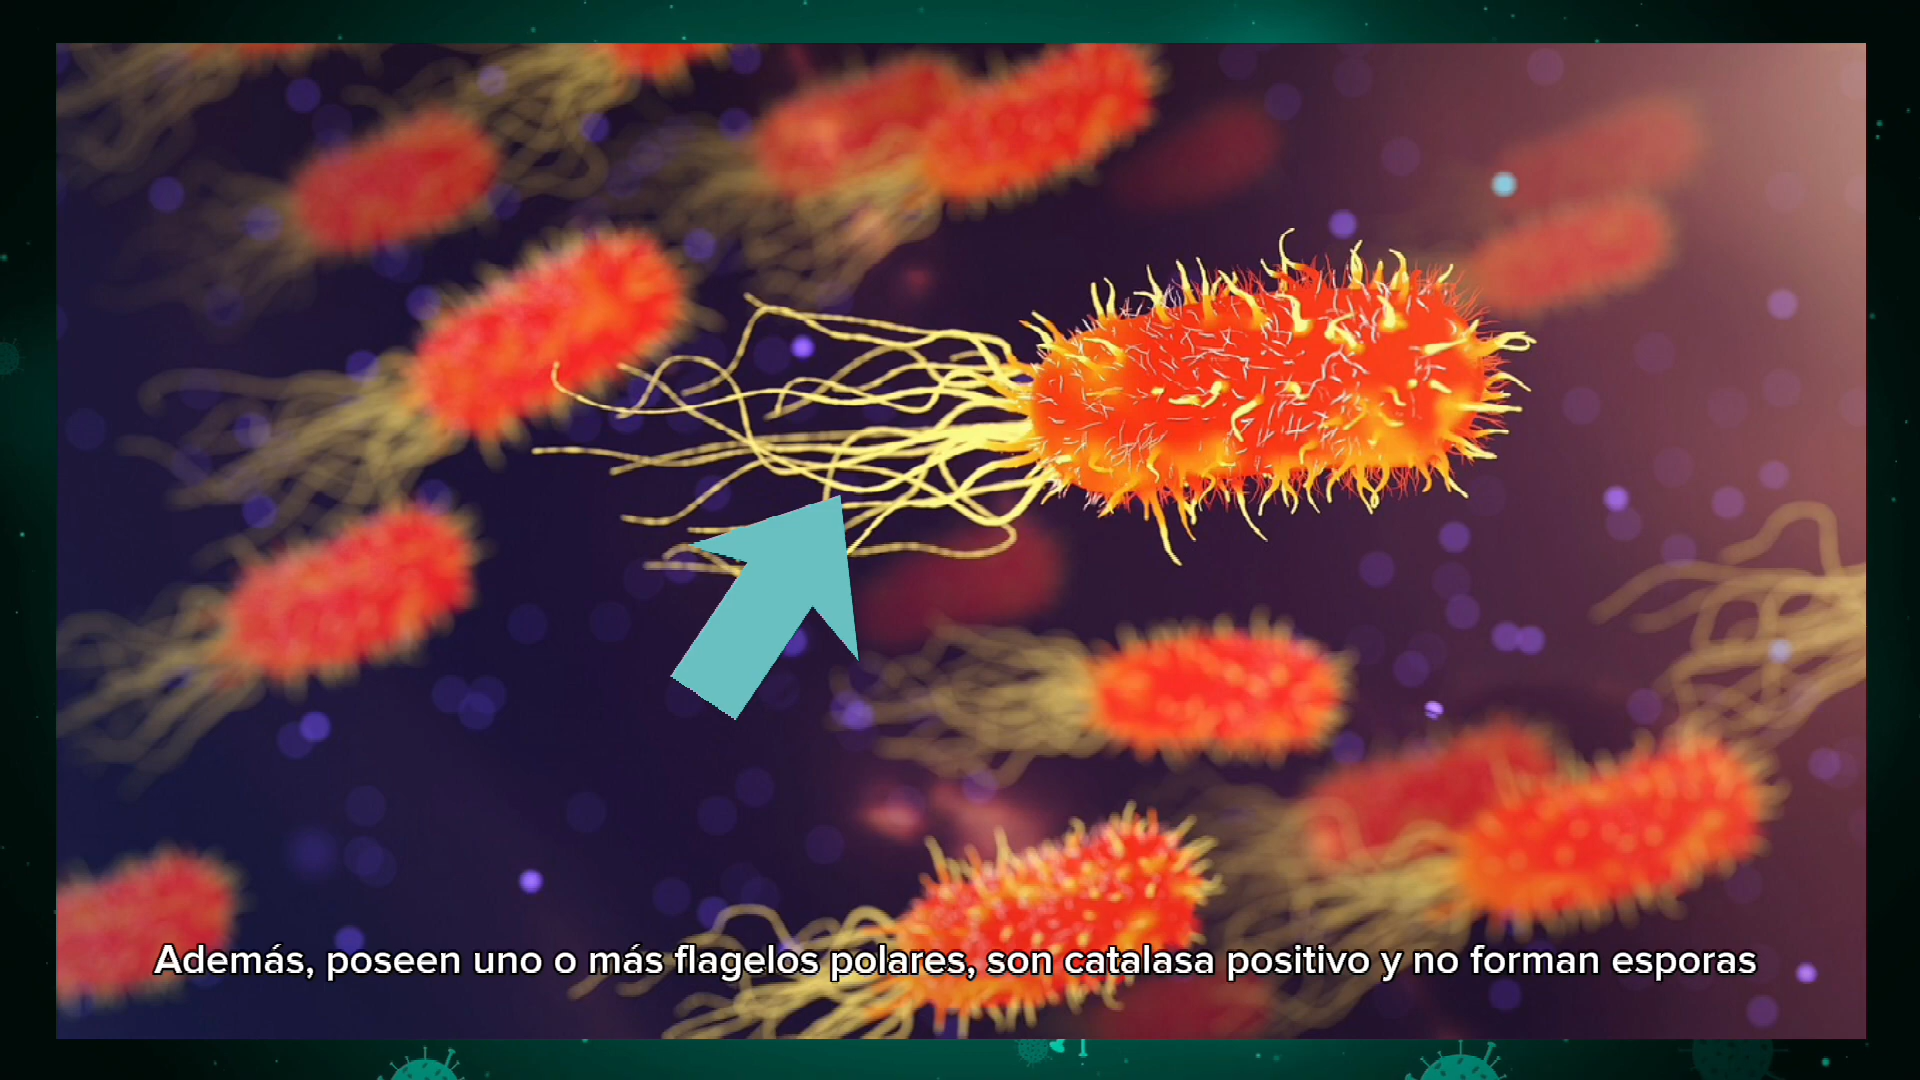 Además, poseen uno o más flagelos polares, son catalasa positivo y no forman esporas